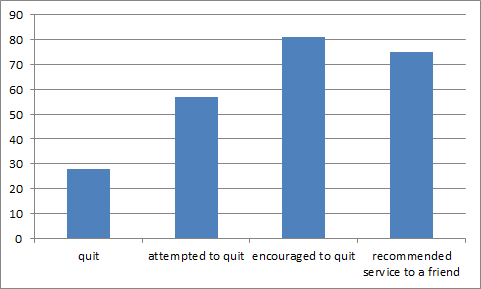 90
80
70
60
50
40
30
20
10
0
quit
attempted to quit
encouraged to quit
recommended
service to a friend